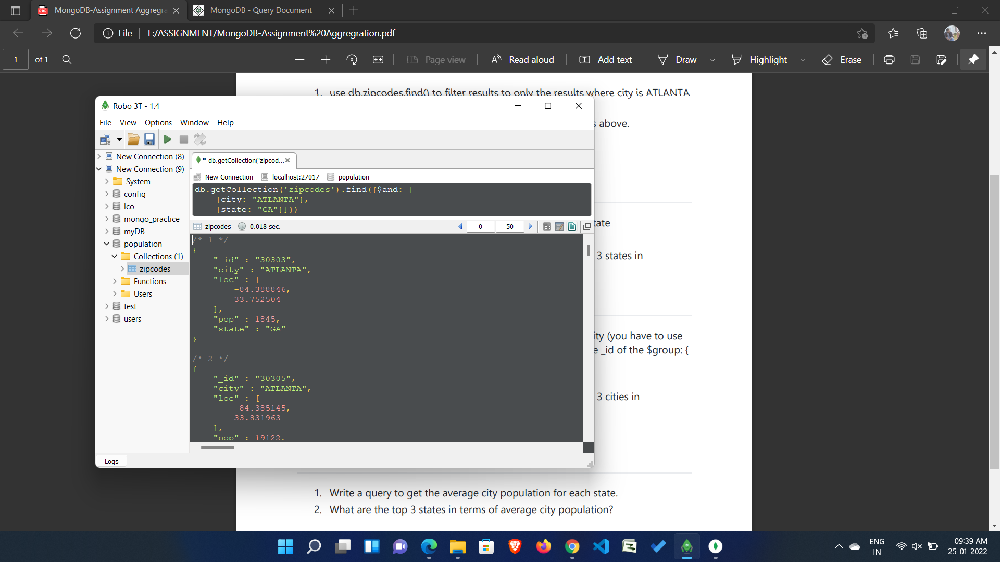 MongoDB-Assignment Aggregra
MongoDB - Query Document
File
F:/ASSIGNMENT/MongoDB-Assignment%20Aggregration.pdf
1 of 1
Page view
Read aloud
Add text
Draw
Highlight
Erase
1. use db.zipcodes.find() to filter results to only the results where city is ATLANTA
s above.
tate
3 states in
ity (you have to use
e _id of the $group: {
3 cities in
1. Write a query to get the average city population for each state.
2. What are the top 3 states in terms of average city population?
Robo 3T - 1.4
File View Options Window Help
New Connection (8)
New Connection (9)
System
config
lco
mongo_practice
myDB
population
Collections (1)
zipcodes
Functions
Users
test
users
* db.getCollection('zipcod...
New Connection localhost:27017 population
db.getCollection('zipcodes').find({$and: [
{city: "ATLANTA"},
{state: "GA"}]})
zipcodes 0.018 sec. 0 50
/* 1 */
{
"_id" : "30303",
"city" : "ATLANTA",
"loc" : [
-84.388846,
33.752504
],
"pop" : 1845,
"state" : "GA"
}
/* 2 */
{
"_id" : "30305",
"city" : "ATLANTA",
"loc" : [
-84.385145,
33.831963
],
"pop" : 19122,
Logs
ENG
IN
09:39 AM
25-01-2022